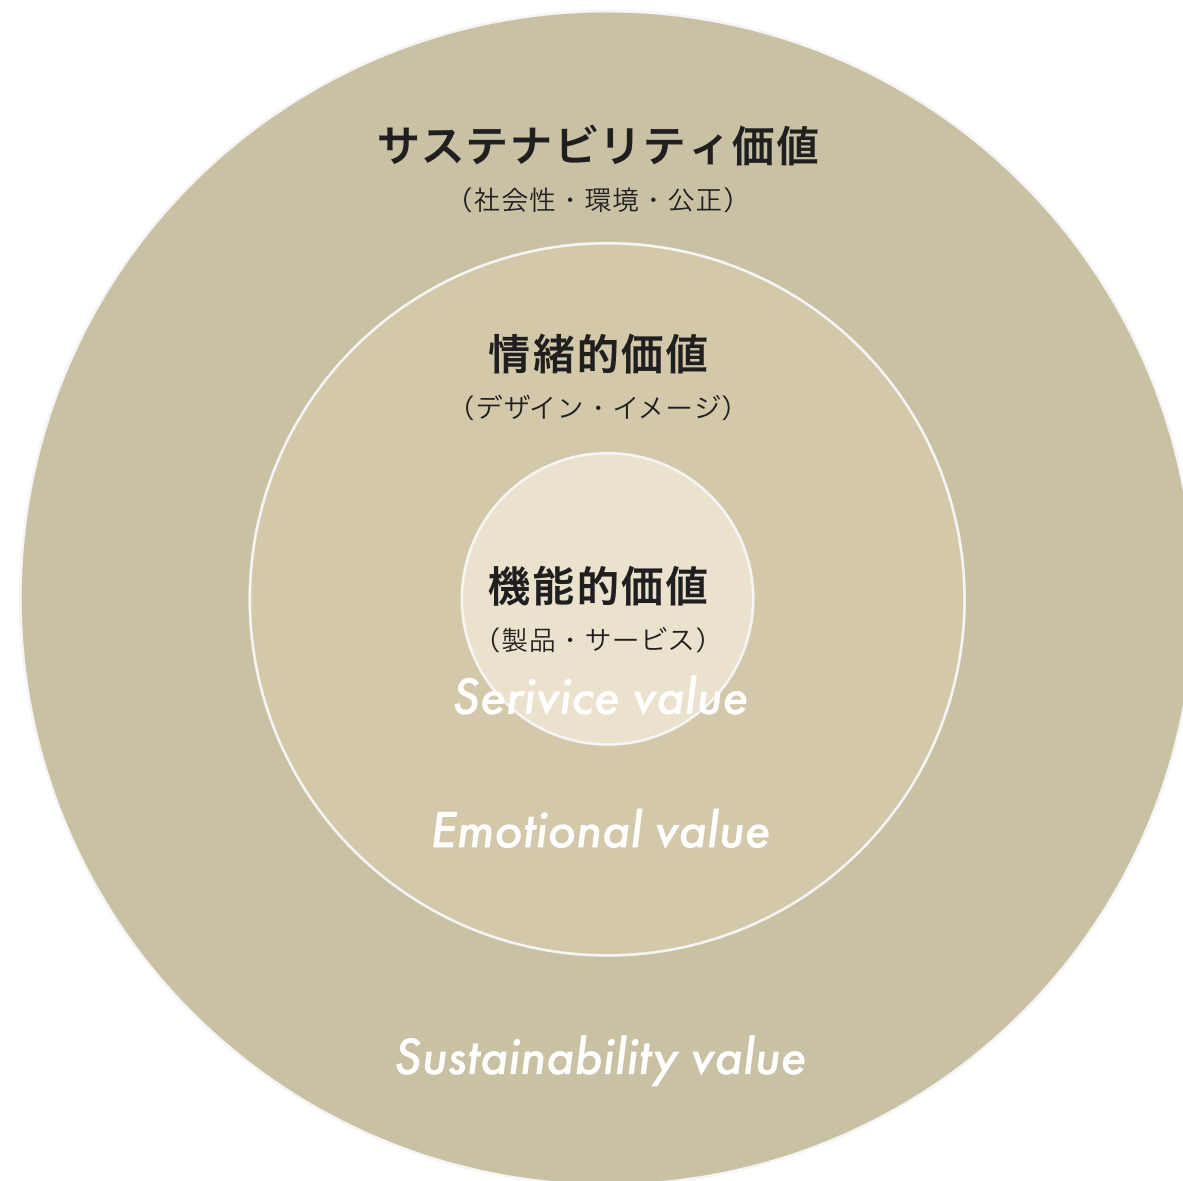 サステナビリティ価値
（社会性・環境・公正）
情緒的価値
（デザイン・イメージ）
機能的価値
（製品・サービス）
Serivice value
Emotional value
Sustainability value